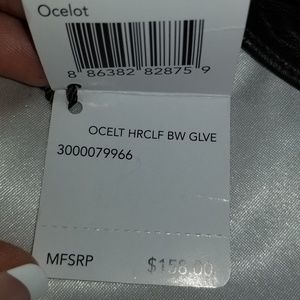 Ocelot
8 86382 82875 9
OCELT HRCLF BW GLVE
3000079966
MFSRP $158.00